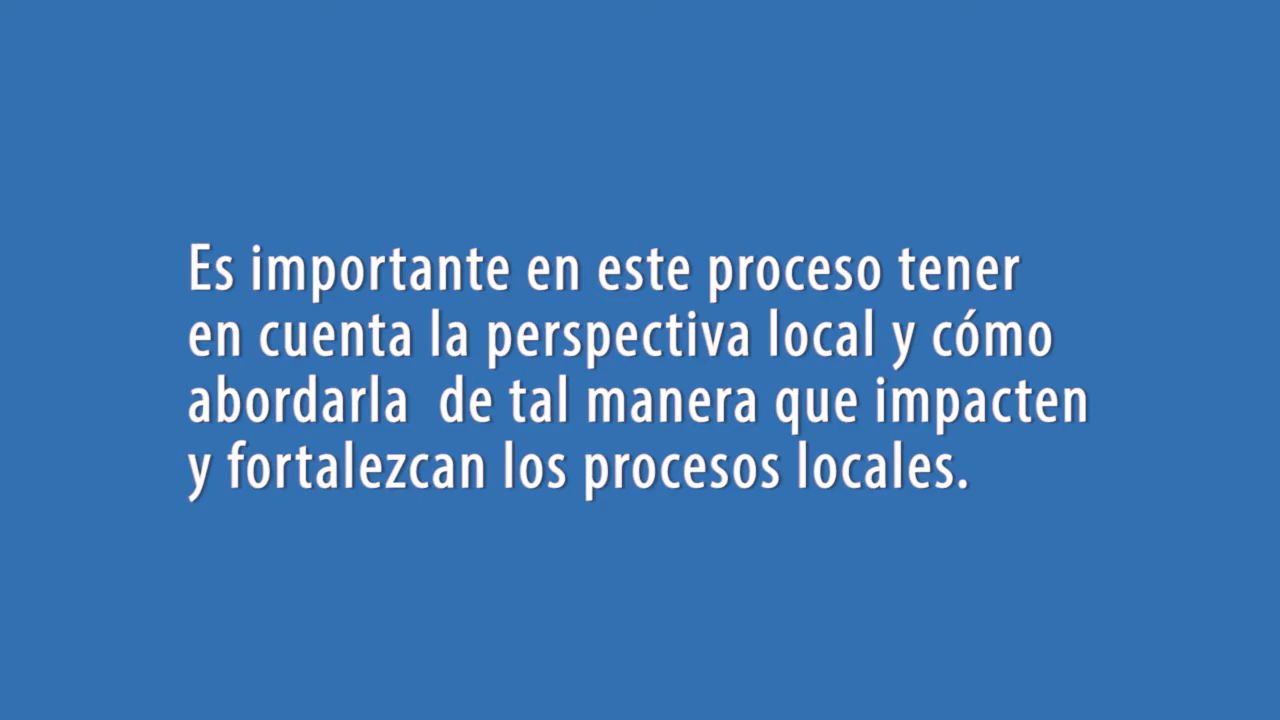 Es importante en este proceso tener
en cuenta la perspectiva local y cómo
abordarla  de tal manera que impacten
y fortalezcan los procesos locales.